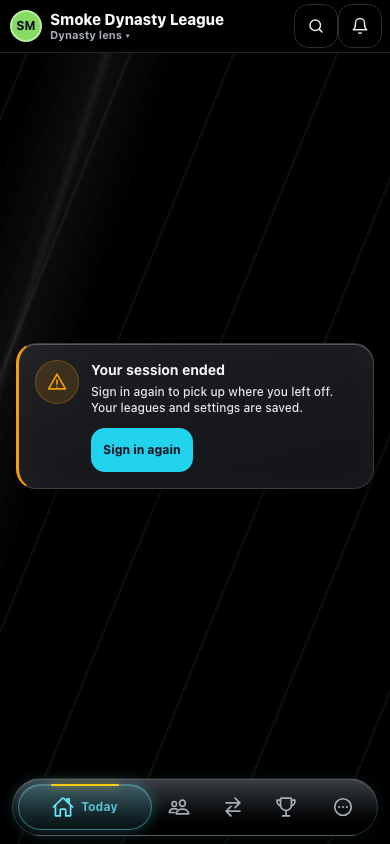 SM
Smoke Dynasty League
Dynasty lens
Your session ended
Sign in again to pick up where you left off.
Your leagues and settings are saved.
Sign in again
Today